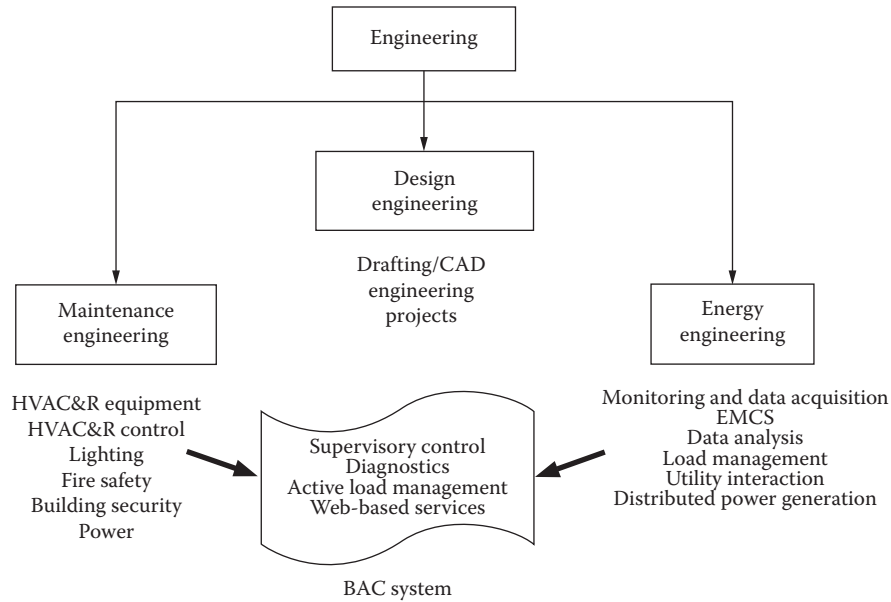 Engineering
Design
engineering
Drafting/CAD
engineering
projects
Maintenance
engineering
Energy
engineering
HVAC&R equipment
HVAC&R control
Lighting
Fire safety
Building security
Power
Supervisory control
Diagnostics
Active load management
Web-based services
BAC system
Monitoring and data acquisition
EMCS
Data analysis
Load management
Utility interaction
Distributed power generation